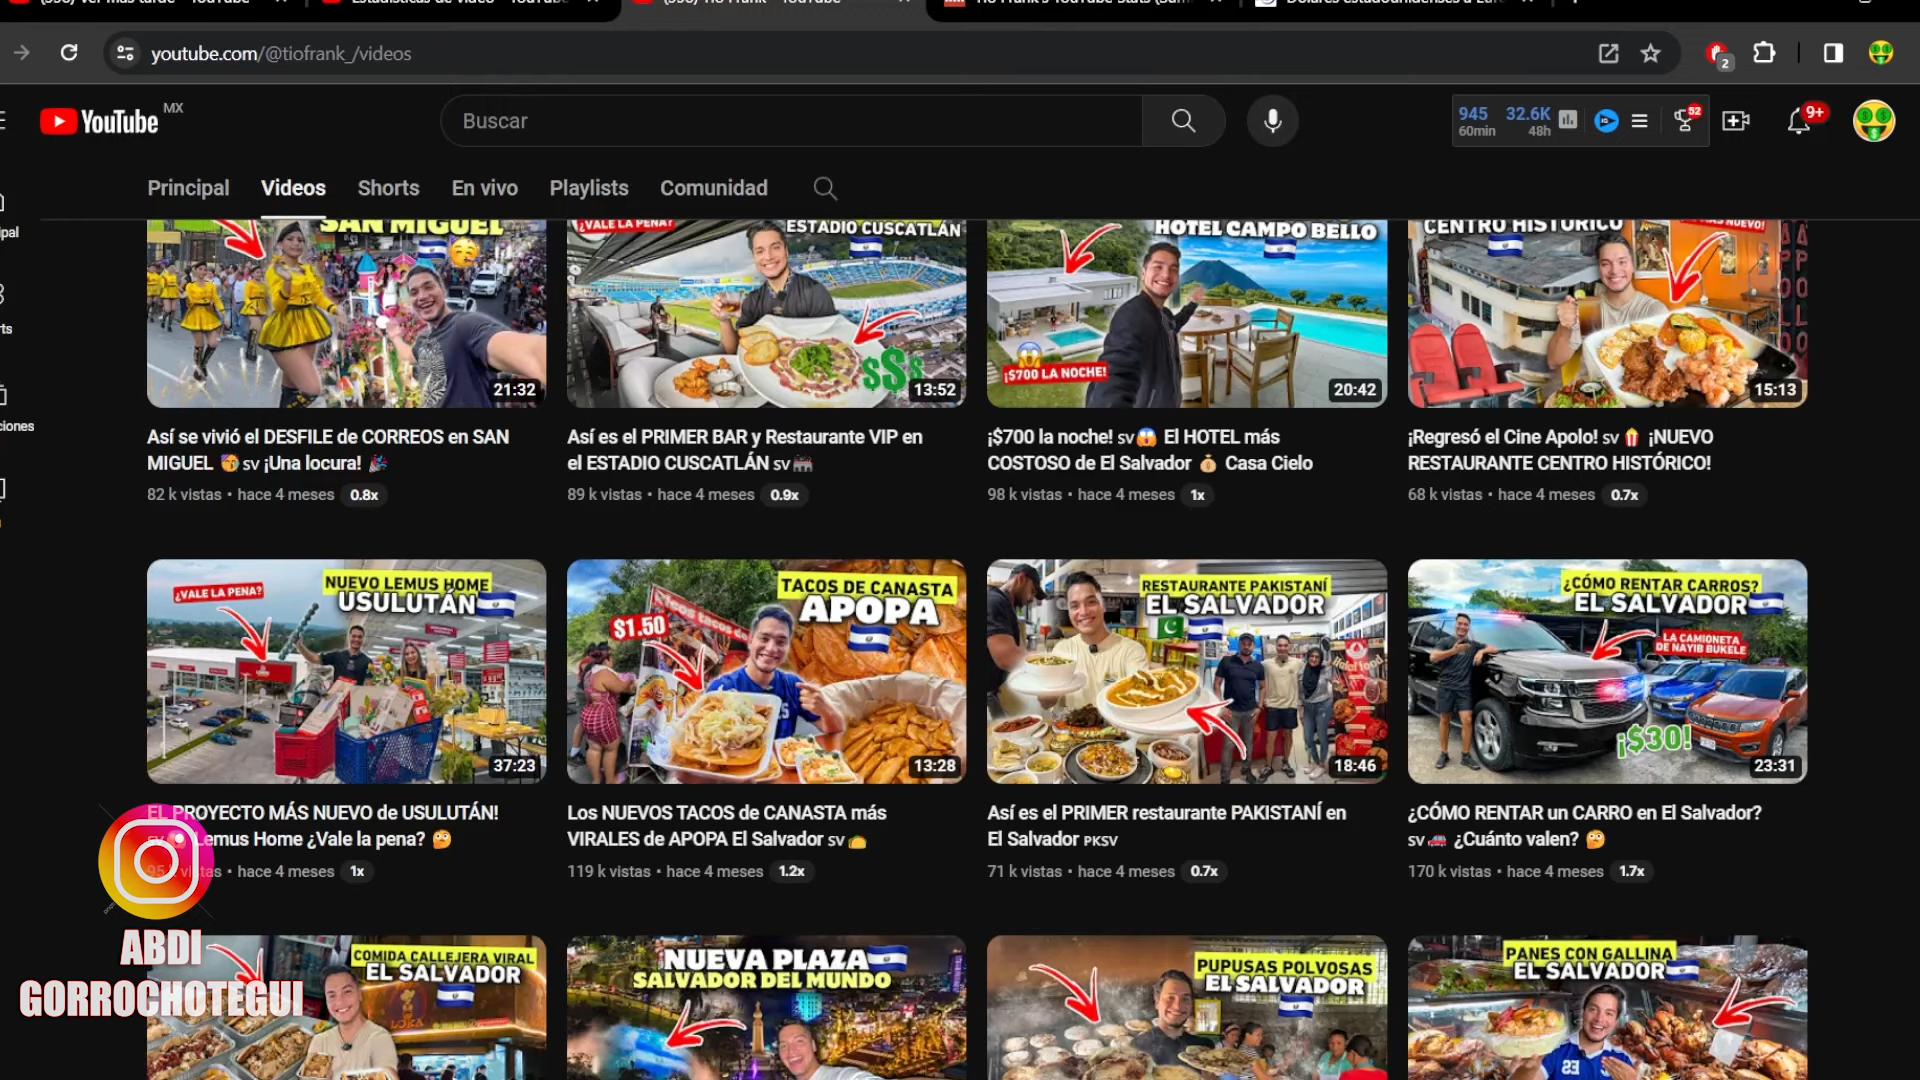 youtube.com/@tiofrank_/videos
2
YouTube MX
Buscar
945
60min
32.6K
48h
52
9+
Principal
Videos
Shorts
En vivo
Playlists
Comunidad
SAN MIGUEL
21:32
¿VALE LA PENA?
ESTADIO CUSCATLÁN
$$$
13:52
HOTEL CAMPO BELLO
¡$700 LA NOCHE!
20:42
CENTRO HISTÓRICO
15:13
Así se vivió el DESFILE de CORREOS en SAN
MIGUEL 🥳 SV ¡Una locura! 🎉
82 k vistas • hace 4 meses 0.8x
Así es el PRIMER BAR y Restaurante VIP en
el ESTADIO CUSCATLÁN SV🏟️
89 k vistas • hace 4 meses 0.9x
¡$700 la noche! SV😱 El HOTEL más
COSTOSO de El Salvador 💰 Casa Cielo
98 k vistas • hace 4 meses 1x
¡Regresó el Cine Apolo! SV 🍿 ¡NUEVO
RESTAURANTE CENTRO HISTÓRICO!
68 k vistas • hace 4 meses 0.7x
¿VALE LA PENA?
NUEVO LEMUS HOME
USULUTÁN
37:23
TACOS DE CANASTA
APOPA
$1.50
13:28
RESTAURANTE PAKISTANÍ
EL SALVADOR
Halal food
18:46
¿CÓMO RENTAR CARROS?
EL SALVADOR
LA CAMIONETA
DE NAYIB BUKELE
¡$30!
23:31
EL PROYECTO MÁS NUEVO de USULUTÁN!
Lemus Home ¿Vale la pena? 🤔
95 k vistas • hace 4 meses 1x
Los NUEVOS TACOS de CANASTA más
VIRALES de APOPA El Salvador SV🌮
119 k vistas • hace 4 meses 1.2x
Así es el PRIMER restaurante PAKISTANÍ en
El Salvador PKSV
71 k vistas • hace 4 meses 0.7x
¿CÓMO RENTAR un CARRO en El Salvador?
SV🚗 ¿Cuánto valen? 🤔
170 k vistas • hace 4 meses 1.7x
ABDI
GORROCHOTEGUI
COMIDA CALLEJERA VIRAL
EL SALVADOR
NUEVA PLAZA
SALVADOR DEL MUNDO
PUPUSAS POLVOSAS
EL SALVADOR
PANES CON GALLINA
EL SALVADOR